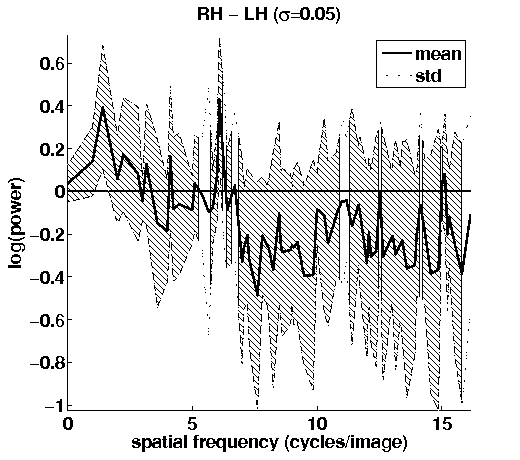 RH − LH (σ=0.05)
mean
std
0.6
0.4
0.2
0
−0.2
−0.4
−0.6
−0.8
−1
log(power)
0 5 10 15
spatial frequency (cycles/image)